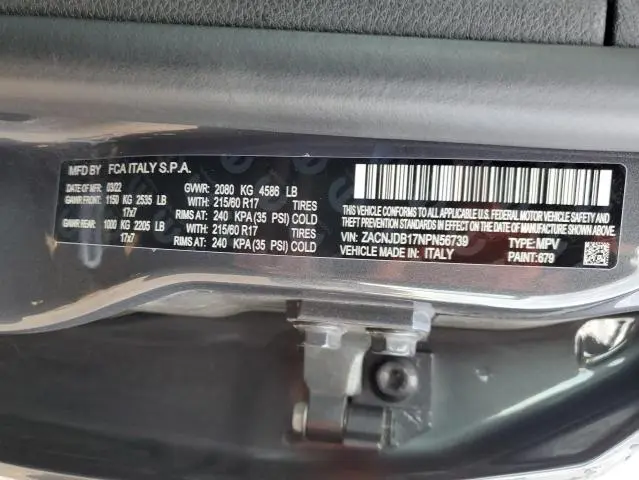 MFD BY FCA ITALY S.P.A.
DATE OF MFR: 03/22 GVWR: 2080 KG 4586 LB
GAWR FRONT: 1150 KG 2535 LB WITH: 215/60 R17 TIRES
17x7 RIMS AT: 240 KPA(35 PSI) COLD
GAWR REAR: 1000 KG 2205 LB WITH: 215/60 R17 TIRES
17x7 RIMS AT: 240 KPA(35 PSI) COLD
THIS VEHICLE CONFORMS TO ALL APPLICABLE U.S. FEDERAL MOTOR VEHICLE
SAFETY, BUMPER, AND THEFT PREVENTION STANDARDS IN EFFECT ON THE DATE OF MANUFACTURE SHOWN ABOVE.
VIN: ZACNJDB17NPN56739 TYPE: MPV
VEHICLE MADE IN: ITALY PAINT: 679